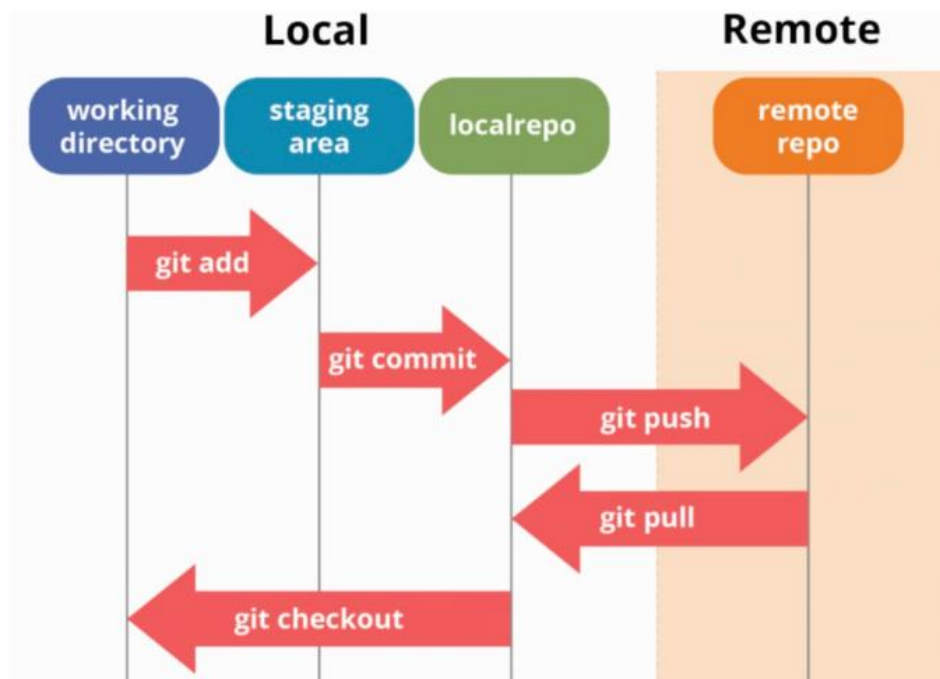 Local
Remote
working
directory
staging
area
localrepo
remote
repo
git add
git commit
git push
git pull
git checkout